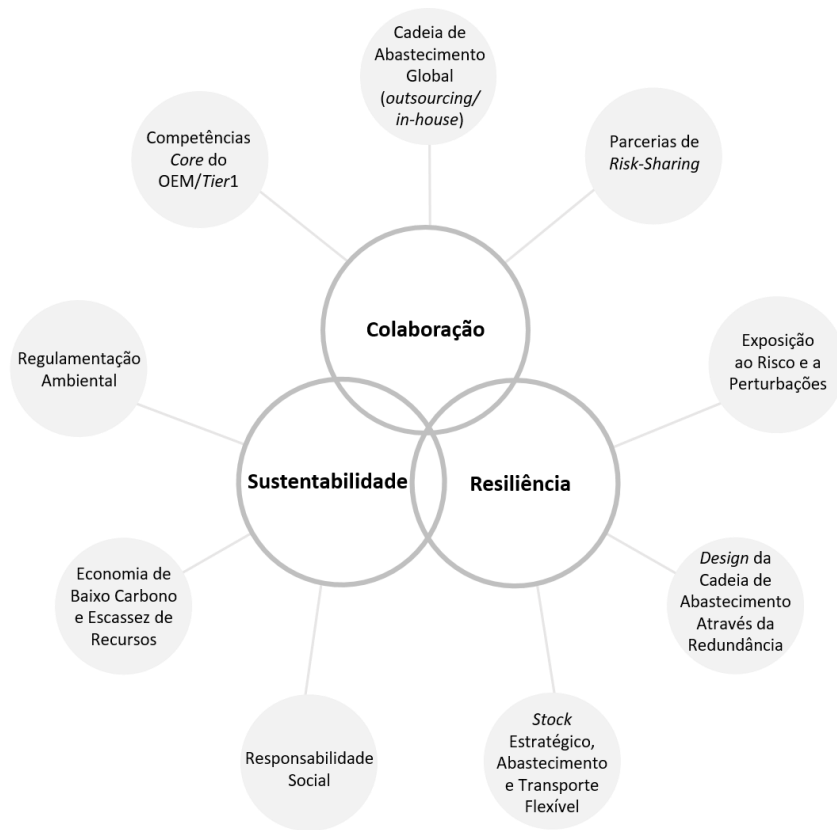 Cadeia de
Abastecimento
Global
(outsourcing/
in-house)
Competências
Core do
OEM/Tier1
Parcerias de
Risk-Sharing
Colaboração
Regulamentação
Ambiental
Exposição
ao Risco e a
Perturbações
Sustentabilidade
Resiliência
Economia de
Baixo Carbono
e Escassez de
Recursos
Design da
Cadeia de
Abastecimento
Através da
Redundância
Responsabilidade
Social
Stock
Estratégico,
Abastecimento
e Transporte
Flexível